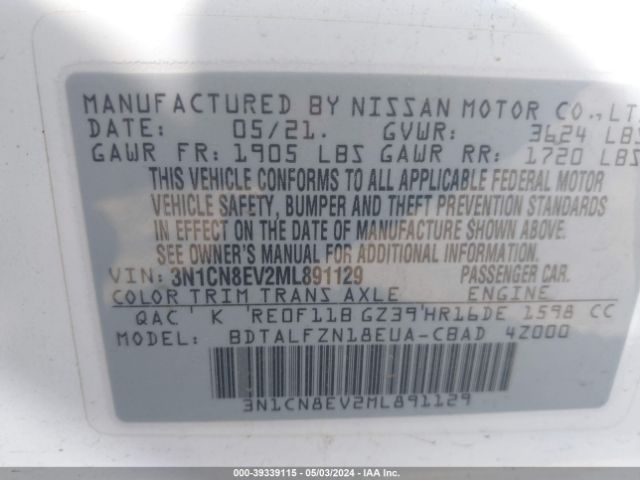 MANUFACTURED BY NISSAN MOTOR CO., LT
DATE: 05/21. GVWR: 3624 LBS
GAWR FR: 1905 LBS GAWR RR: 1720 LBS
THIS VEHICLE CONFORMS TO ALL APPLICABLE FEDERAL MOTOR
VEHICLE SAFETY, BUMPER AND THEFT PREVENTION STANDARDS
IN EFFECT ON THE DATE OF MANUFACTURE SHOWN ABOVE.
SEE OWNER'S MANUAL FOR ADDITIONAL INFORMATION.
VIN: 3N1CN8EV2ML891129 PASSENGER CAR.
COLOR TRIM TRANS AXLE ENGINE
QAC K RE0F11B GZ39 HR16DE 1598 CC
MODEL: BDTALFZN18EUA-CBAD 4Z000
3N1CN8EV2ML891129
000-39339115 - 05/03/2024 - IAA Inc.